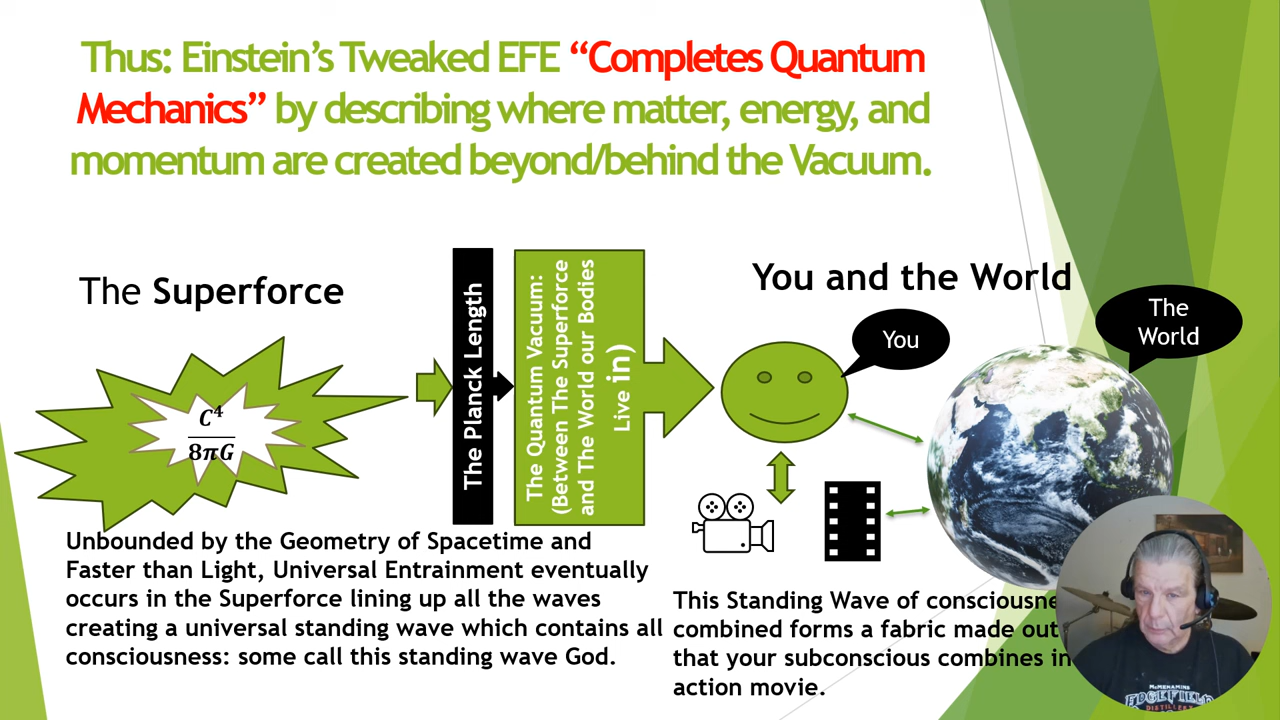 Thus: Einstein’s Tweaked EFE “Completes Quantum
Mechanics” by describing where matter, energy, and
momentum are created beyond/behind the Vacuum.
The Superforce
C⁴
8πG
The Planck Length
The Quantum Vacuum:
(Between The Superforce
and The World our Bodies
Live in)
You and the World
You
The
World
Unbounded by the Geometry of Spacetime and
Faster than Light, Universal Entrainment eventually
occurs in the Superforce lining up all the waves
creating a universal standing wave which contains all
consciousness: some call this standing wave God.
This Standing Wave of
combined forms a fabric made out
that your subconscious combines in
action movie.
McMENAMINS
EDGEFIELD